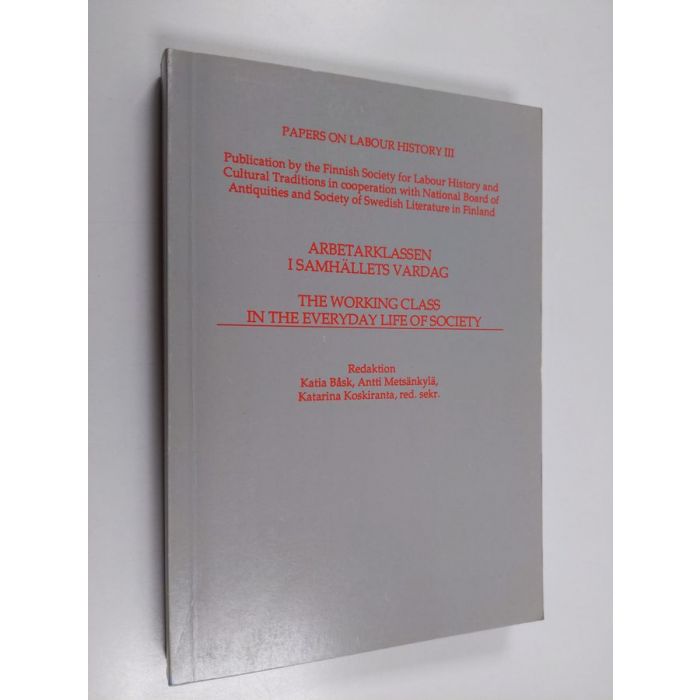 PAPERS ON LABOUR HISTORY III
Publication by the Finnish Society for Labour History and
Cultural Traditions in cooperation with National Board of
Antiquities and Society of Swedish Literature in Finland
ARBETARKLASSEN
I SAMHÄLLETS VARDAG
THE WORKING CLASS
IN THE EVERYDAY LIFE OF SOCIETY
Redaktion
Katia Båsk, Antti Metsänkylä,
Katarina Koskiranta, red. sekr.